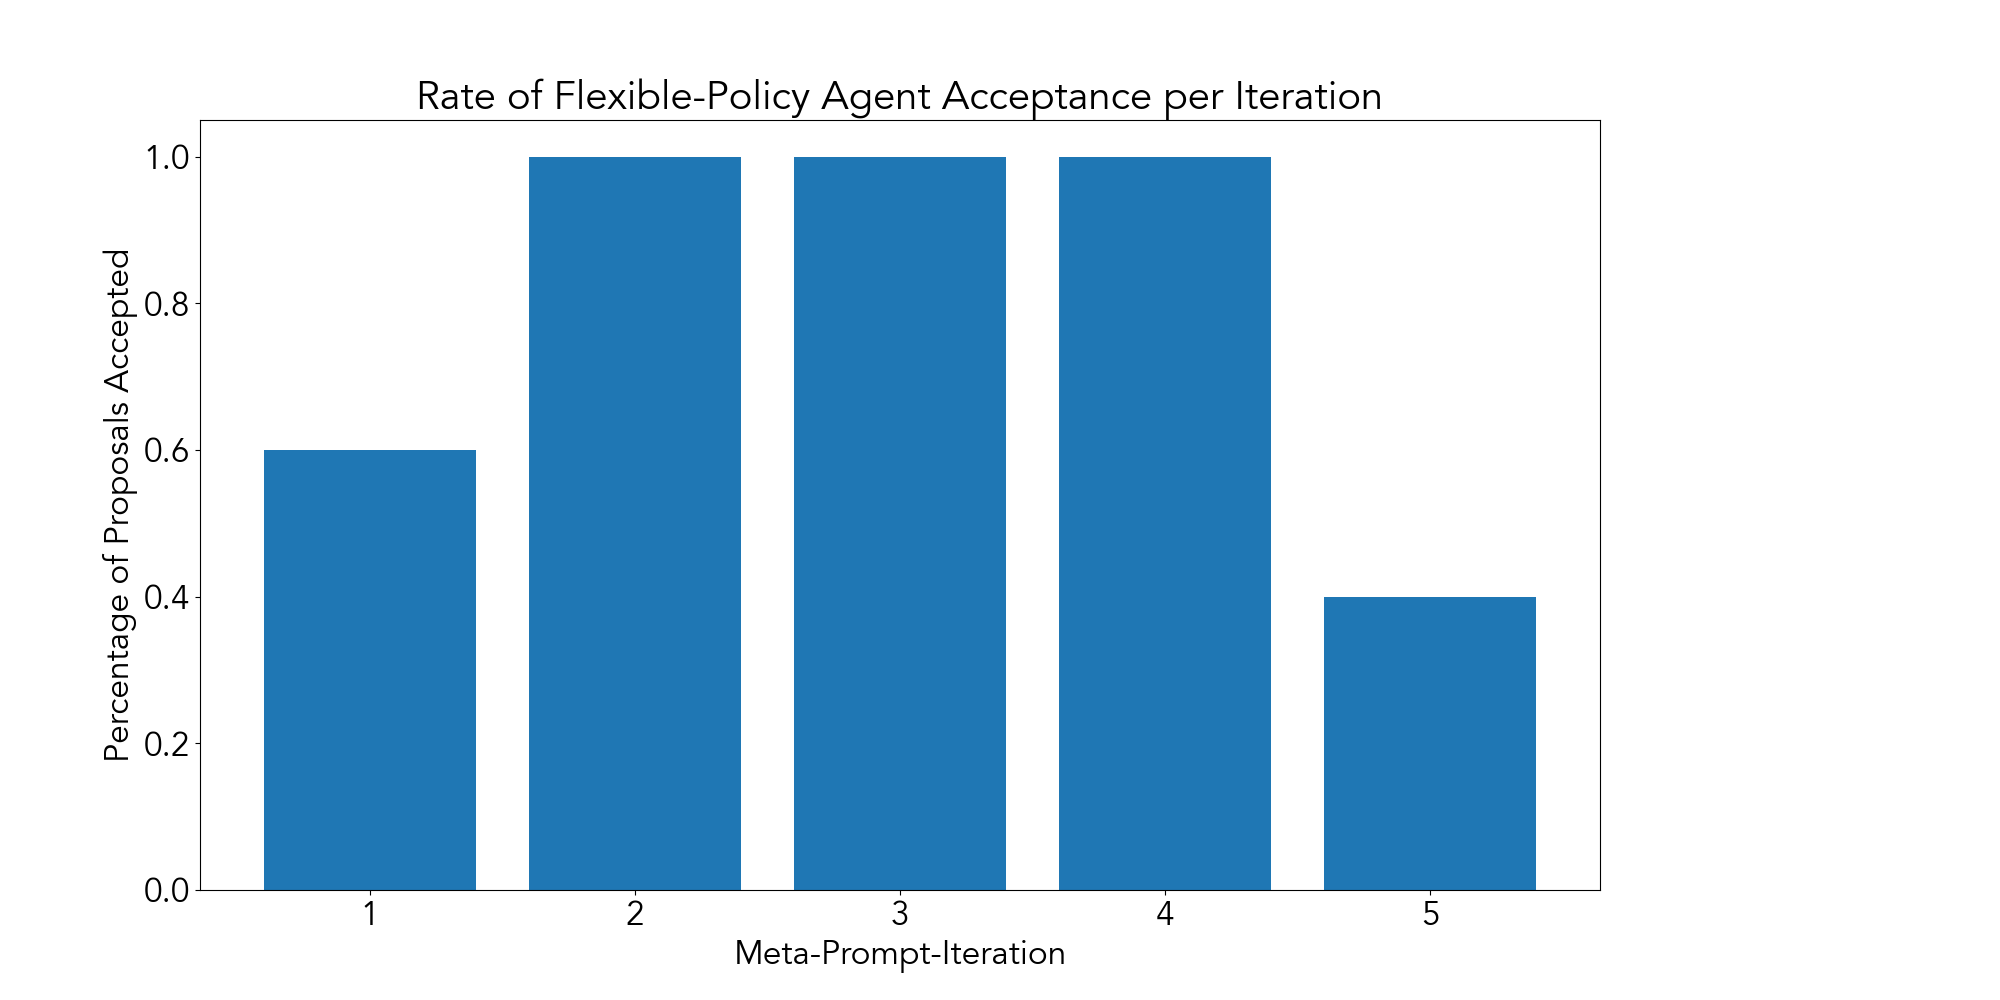 Rate of Flexible-Policy Agent Acceptance per Iteration
Percentage of Proposals Accepted
1.0
0.8
0.6
0.4
0.2
0.0
1 2 3 4 5
Meta-Prompt-Iteration